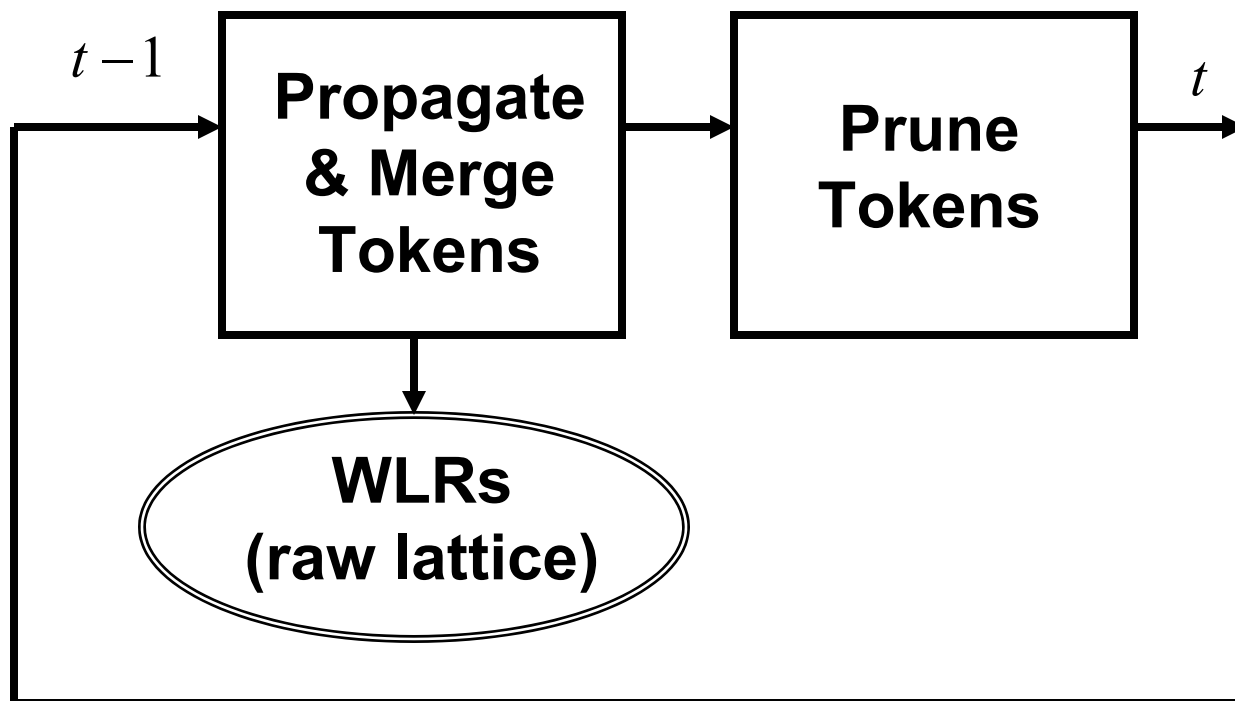 t − 1
Propagate
& Merge
Tokens
Prune
Tokens
t
WLRs
(raw lattice)